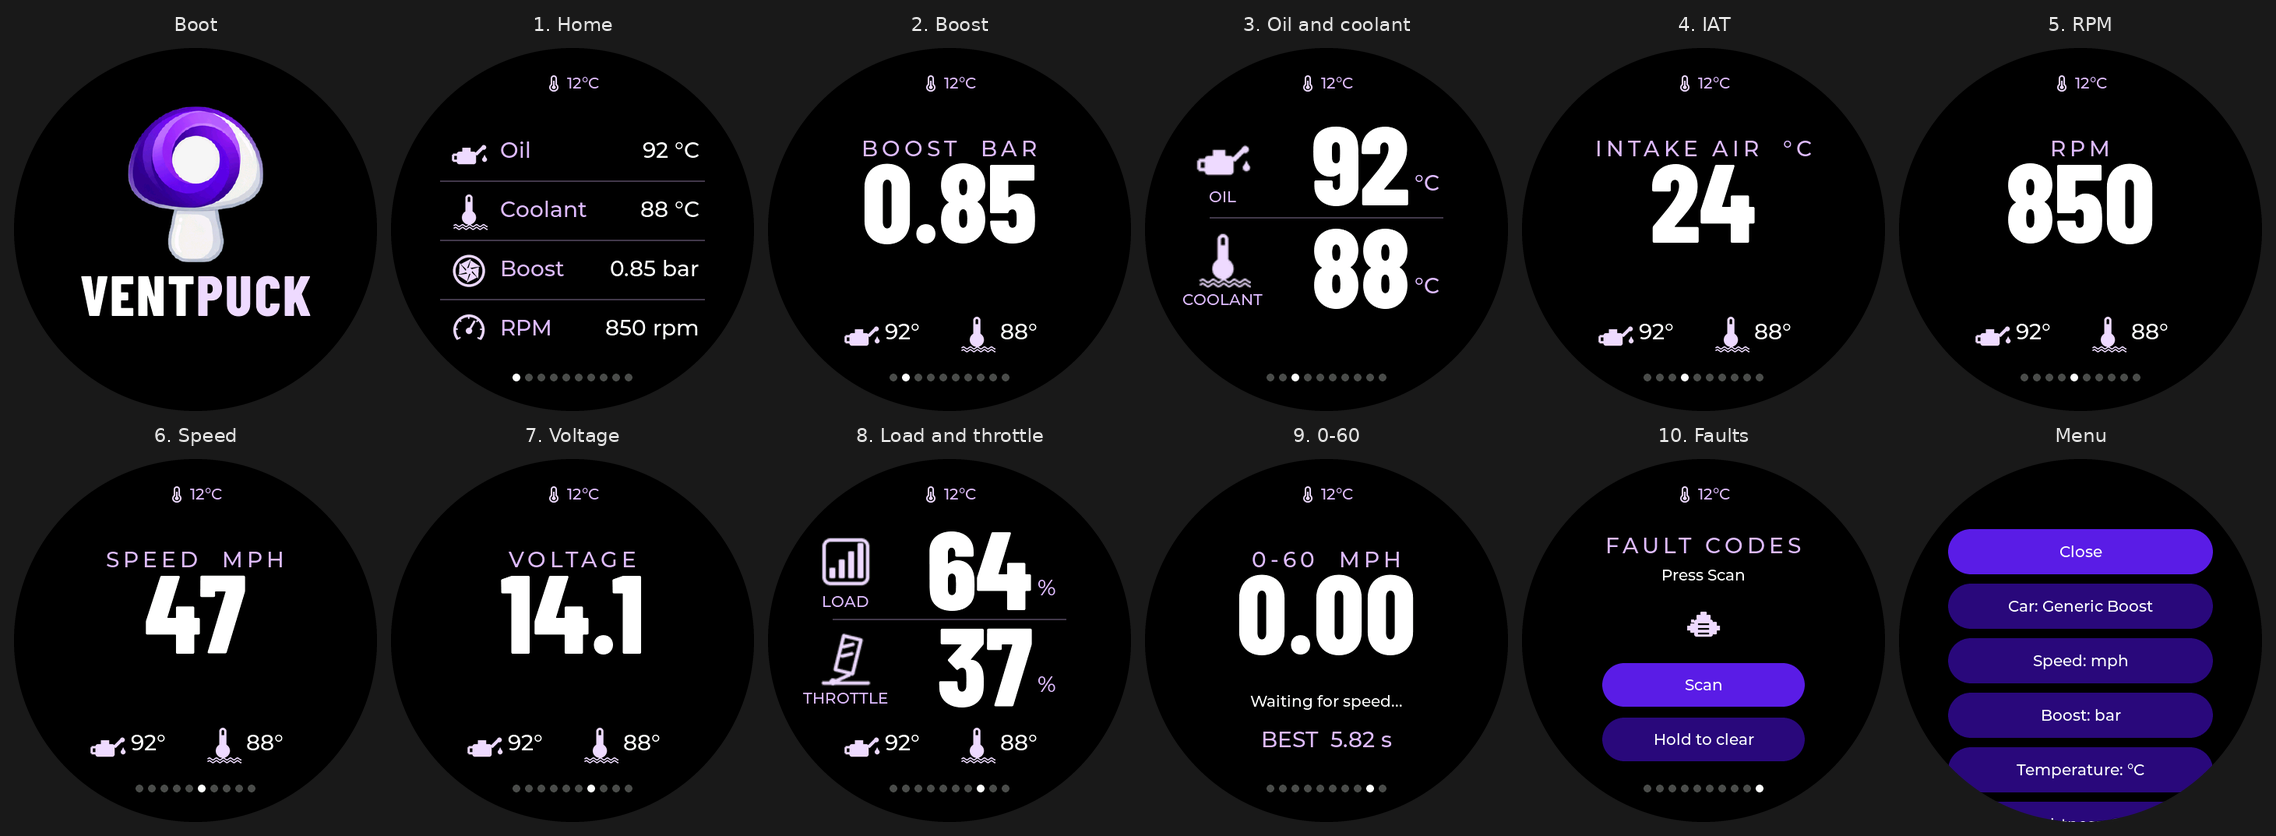 Boot
VENTPUCK
1. Home
12°C
Oil 92 °C
Coolant 88 °C
Boost 0.85 bar
RPM 850 rpm
2. Boost
12°C
BOOST BAR
0.85
92° 88°
3. Oil and coolant
12°C
92 °C
OIL
88 °C
COOLANT
4. IAT
12°C
INTAKE AIR °C
24
92° 88°
5. RPM
12°C
RPM
850
92° 88°
6. Speed
12°C
SPEED MPH
47
92° 88°
7. Voltage
12°C
VOLTAGE
14.1
92° 88°
8. Load and throttle
12°C
64 %
LOAD
37 %
THROTTLE
92° 88°
9. 0-60
12°C
0-60 MPH
0.00
Waiting for speed...
BEST 5.82 s
10. Faults
12°C
FAULT CODES
Press Scan
Scan
Hold to clear
Menu
Close
Car: Generic Boost
Speed: mph
Boost: bar
Temperature: °C